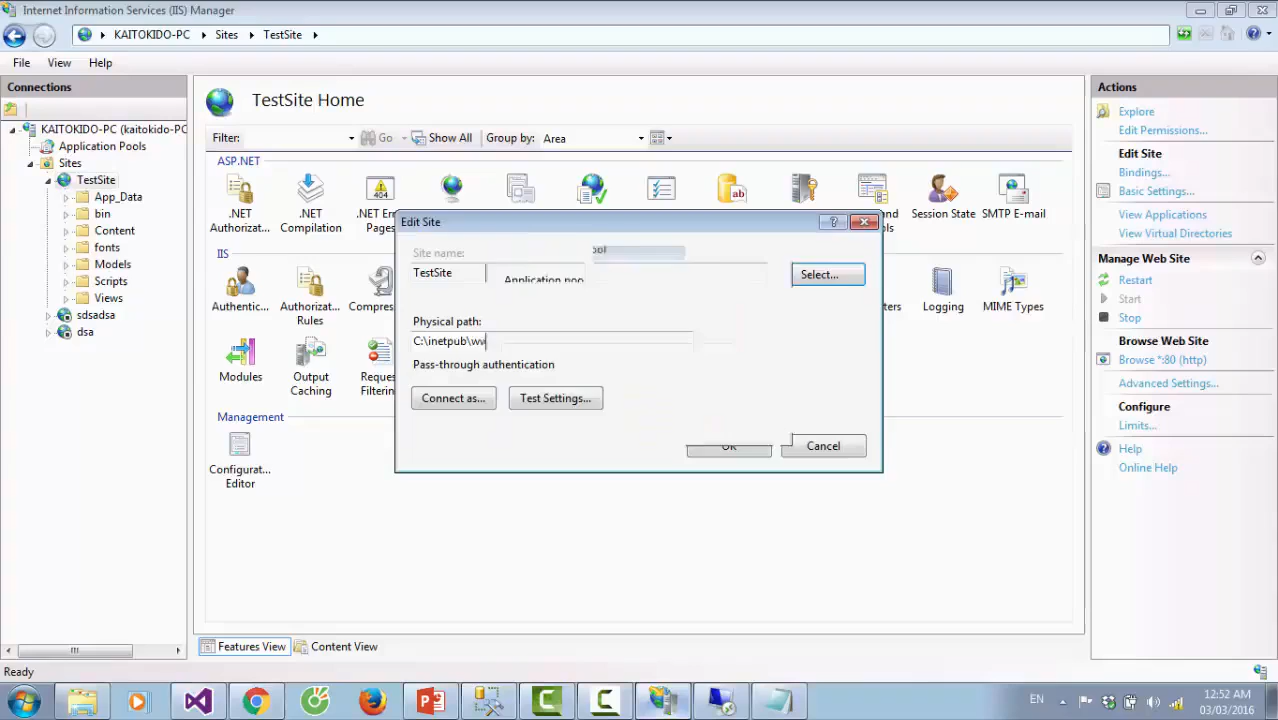 Internet Information Services (IIS) Manager
KAITOKIDO-PC Sites TestSite
File View Help
Connections
KAITOKIDO-PC (kaitokido-PC
Application Pools
Sites
TestSite
App_Data
bin
Content
fonts
Models
Scripts
Views
sdsadsa
dsa
TestSite Home
Filter: Go Show All Group by: Area
ASP.NET
.NET Authorizat...
.NET Compilation
.NET Er
Pages
Session State
SMTP E-mail
IIS
Authentic...
Authorizat... Rules
Compres
Logging
MIME Types
Modules
Output Caching
Reque
Filterin
Management
Configurat... Editor
Edit Site
Site name:
TestSite
Application poo
Select...
Physical path:
C:\inetpub\ww
Pass-through authentication
Connect as... Test Settings...
OK Cancel
Features View Content View
Actions
Explore
Edit Permissions...
Edit Site
Bindings...
Basic Settings...
View Applications
View Virtual Directories
Manage Web Site
Restart
Start
Stop
Browse Web Site
Browse *:80 (http)
Advanced Settings...
Configure
Limits...
Help
Online Help
Ready
EN
12:52 AM
03/03/2016